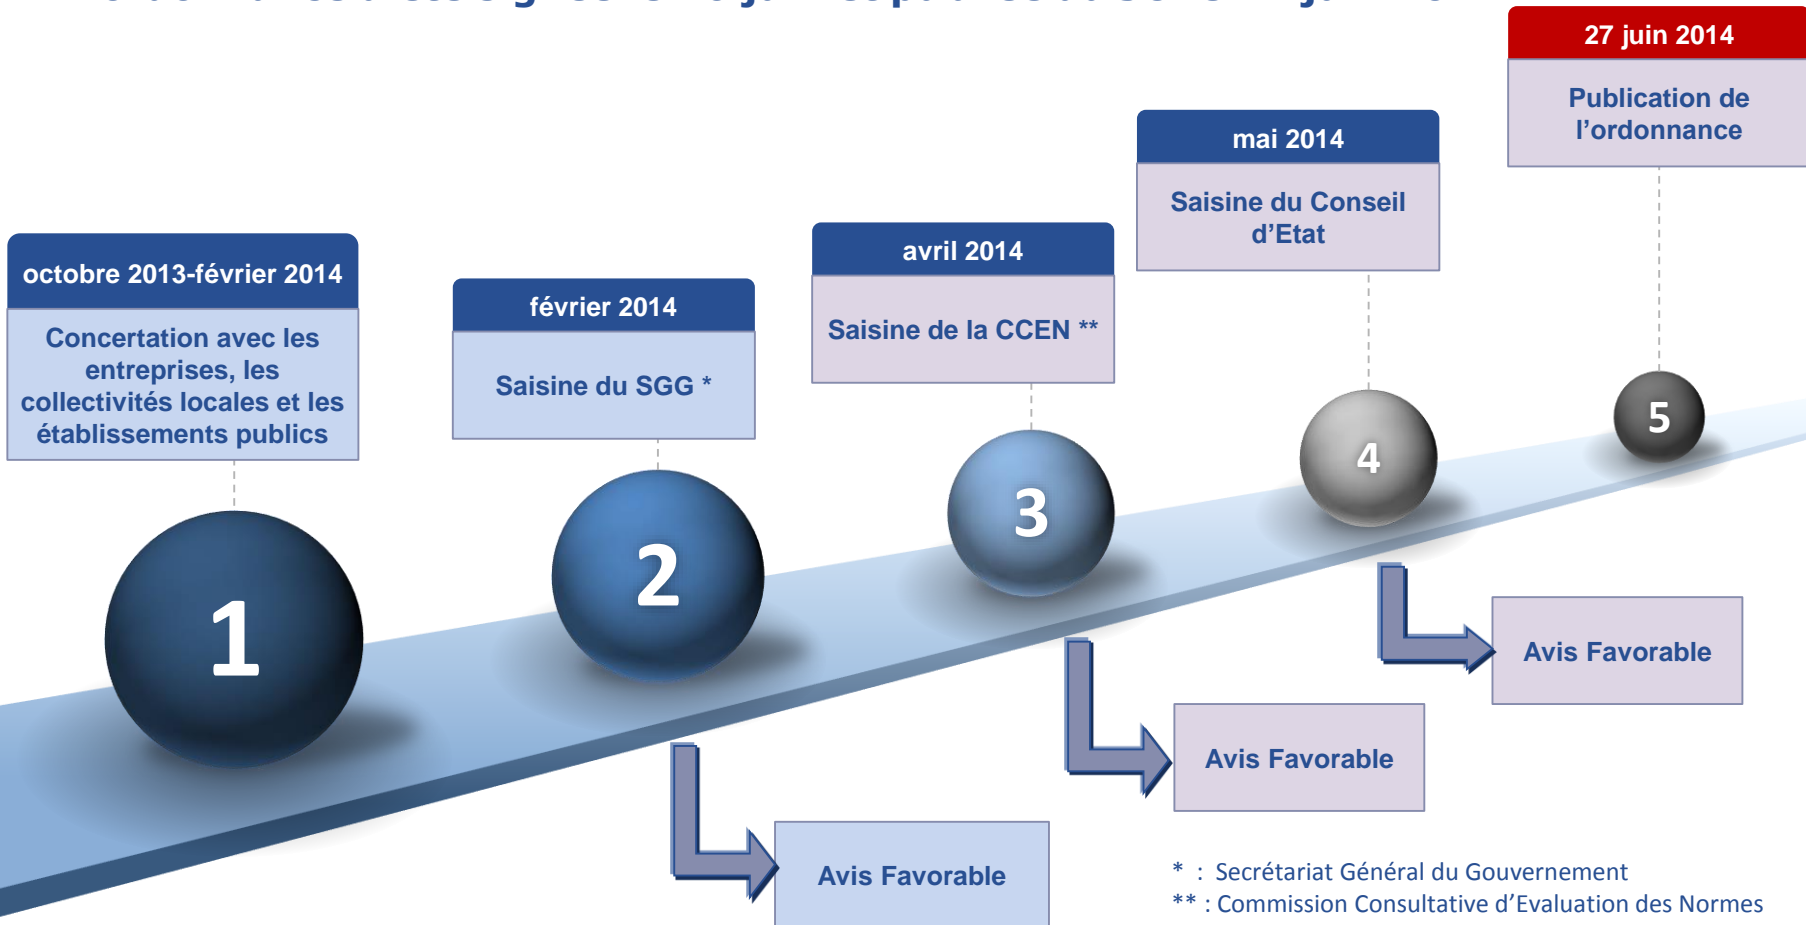 27 juin 2014
Publication de
l’ordonnance
mai 2014
Saisine du Conseil
d’Etat
avril 2014
Saisine de la CCEN **
octobre 2013-février 2014
Concertation avec les
entreprises, les
collectivités locales et les
établissements publics
février 2014
Saisine du SGG *
1
2
3
4
5
Avis Favorable
Avis Favorable
Avis Favorable
* : Secrétariat Général du Gouvernement
** : Commission Consultative d’Evaluation des Normes